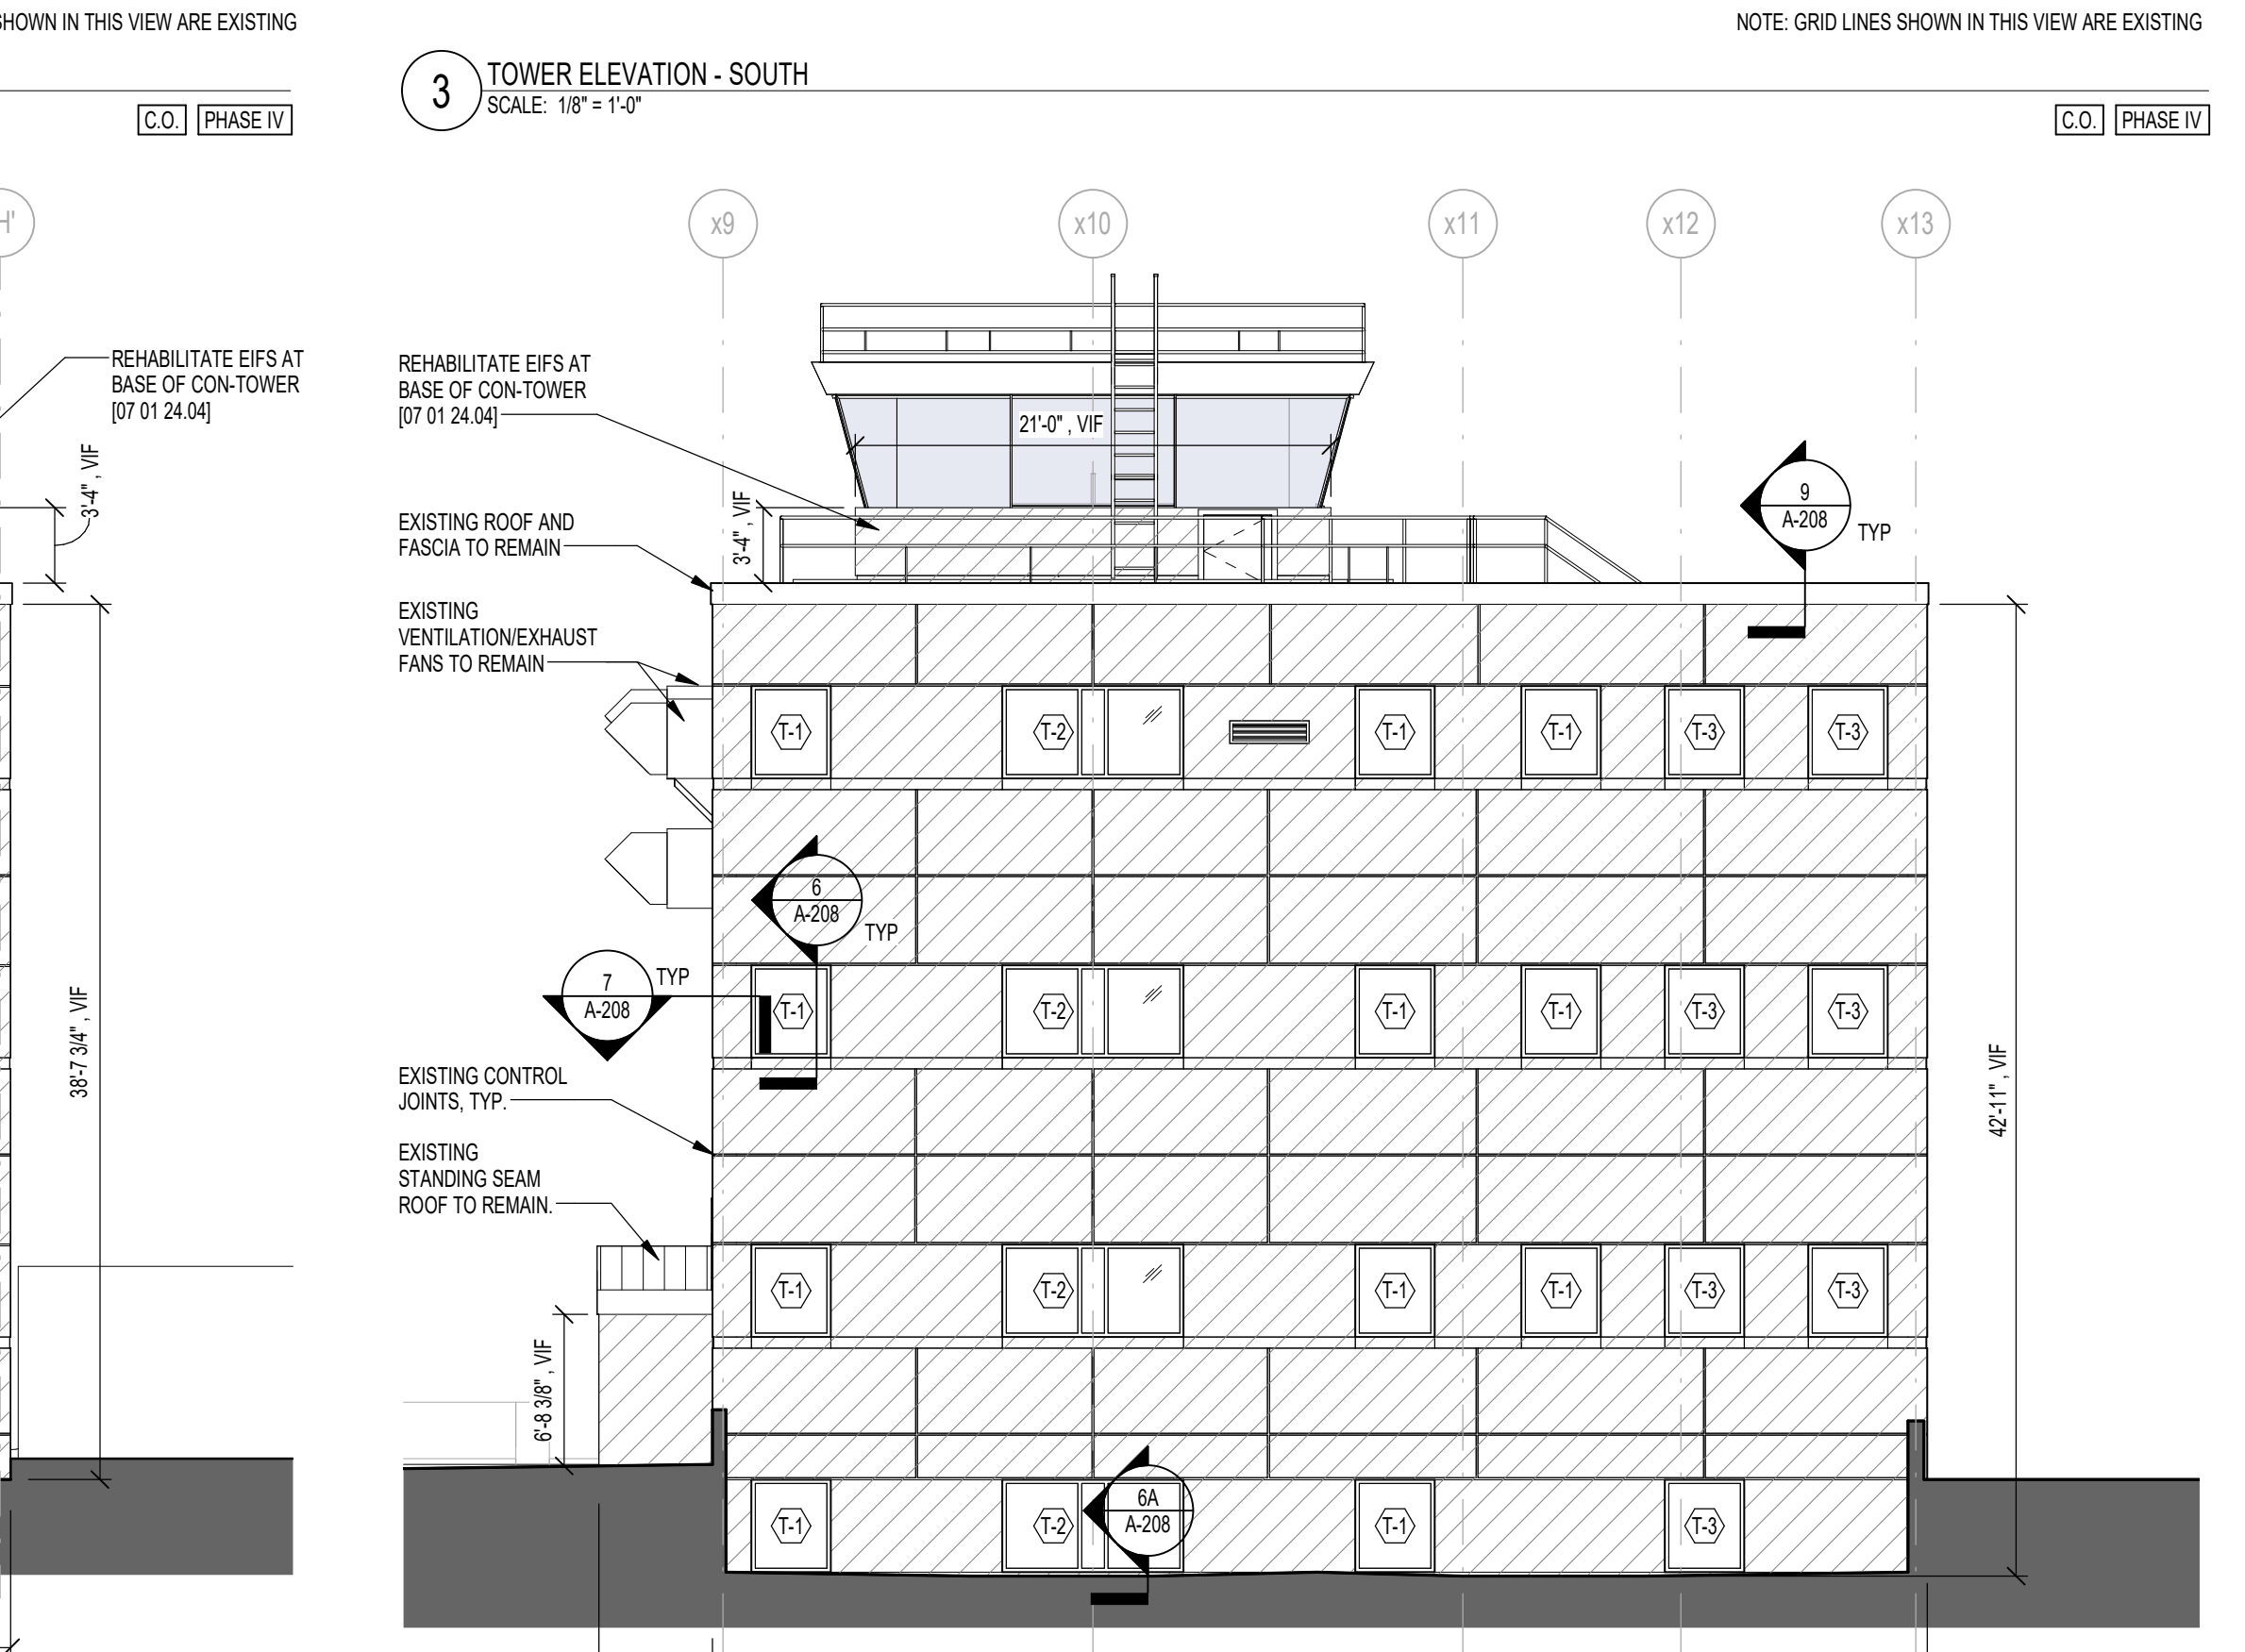 SHOWN IN THIS VIEW ARE EXISTING
NOTE: GRID LINES SHOWN IN THIS VIEW ARE EXISTING
3
TOWER ELEVATION - SOUTH
SCALE: 1/8" = 1'-0"
C.O. PHASE IV
C.O. PHASE IV
H'
x9
x10
x11
x12
x13
REHABILITATE EIFS AT
BASE OF CON-TOWER
[07 01 24.04]
3'-4" , VIF
38'-7 3/4" , VIF
REHABILITATE EIFS AT
BASE OF CON-TOWER
[07 01 24.04]
21'-0" , VIF
3'-4" , VIF
9
A-208
TYP
EXISTING ROOF AND
FASCIA TO REMAIN
EXISTING
VENTILATION/EXHAUST
FANS TO REMAIN
T-1
T-2
T-1
T-1
T-3
T-3
6
A-208
TYP
7
A-208
TYP
T-1
T-2
T-1
T-1
T-3
T-3
EXISTING CONTROL
JOINTS, TYP.
42'-11" , VIF
EXISTING
STANDING SEAM
ROOF TO REMAIN.
T-1
T-2
T-1
T-1
T-3
T-3
6'-8 3/8" , VIF
T-1
T-2
6A
A-208
T-1
T-3